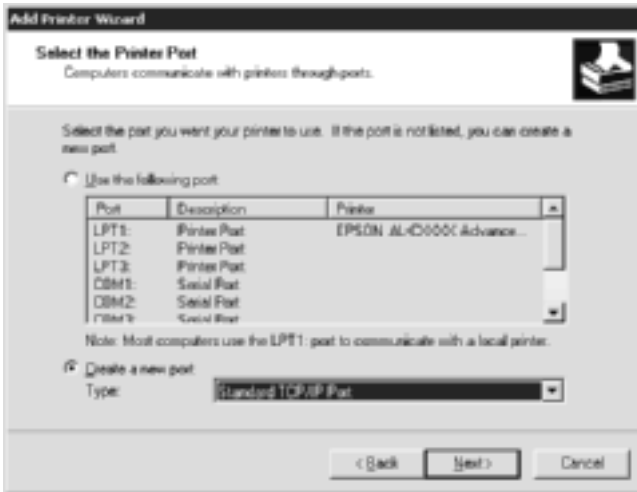 Add Printer Wizard
Select the Printer Port
Computers communicate with printers through ports.
Select the port you want your printer to use. If the port is not listed, you can create a
new port.
Use the following port:
Port Description Printer
LPT1: Printer Port EPSON Advance...
LPT2: Printer Port
LPT3: Printer Port
COM1: Serial Port
COM2: Serial Port
COM3: Serial Port
Note: Most computers use the LPT1: port to communicate with a local printer.
Create a new port:
Type: Standard TCP/IP Port
< Back Next > Cancel